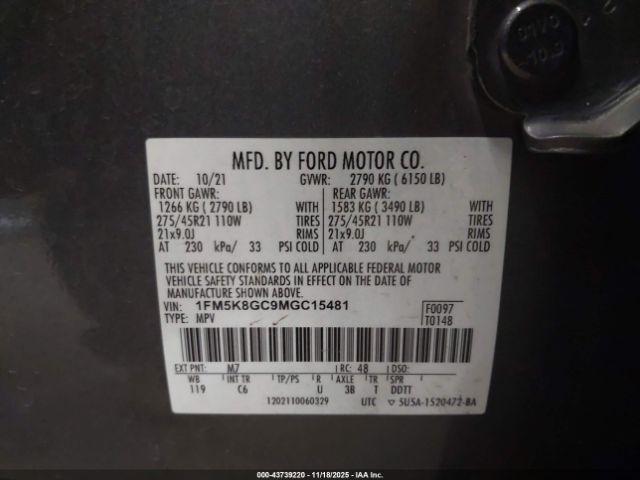 MFD. BY FORD MOTOR CO.
DATE: 10/21 GVWR: 2790 KG ( 6150 LB)
FRONT GAWR: REAR GAWR:
1266 KG ( 2790 LB) WITH 1583 KG ( 3490 LB) WITH
275/45R21 110W TIRES 275/45R21 110W TIRES
21x9.0J RIMS 21x9.0J RIMS
AT 230 kPa/ 33 PSI COLD AT 230 kPa/ 33 PSI COLD
THIS VEHICLE CONFORMS TO ALL APPLICABLE FEDERAL MOTOR
VEHICLE SAFETY STANDARDS IN EFFECT ON THE DATE OF
MANUFACTURE SHOWN ABOVE.
VIN: 1FM5K8GC9MGC15481 F0097
TYPE: MPV T0148
EXT PNT: M7 RC: 48 DSO:
WB INT TR TP/PS R AXLE TR SPR
119 C6 U 3B T DDTT
1202110060329 UTC ▽ 5U5A-1520472-BA
000-43739220 - 11/18/2025 - IAA Inc.